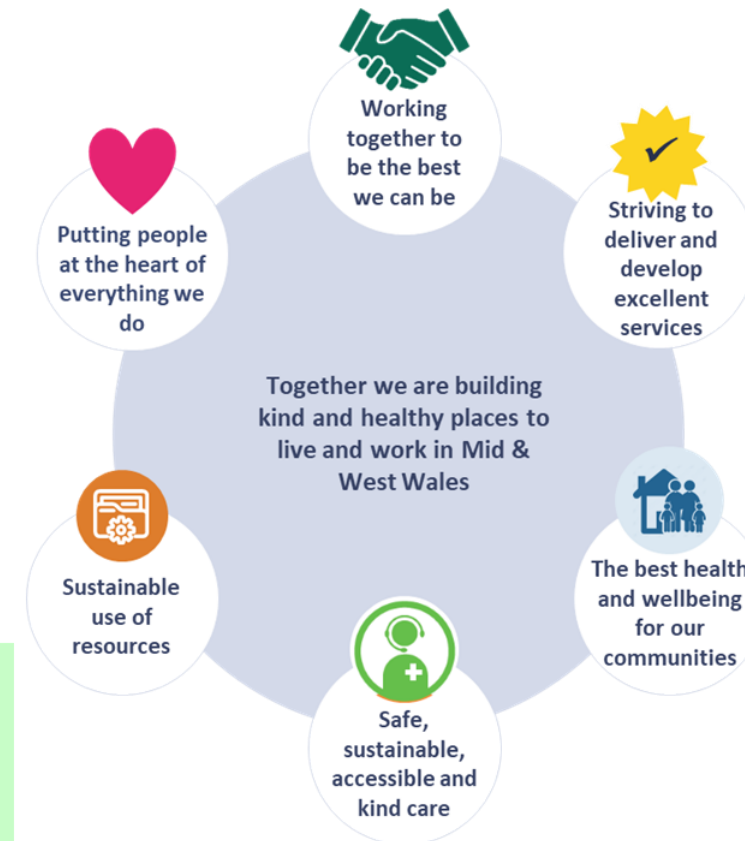 Working
together to
be the best
we can be
Striving to
deliver and
develop
excellent
services
The best health
and wellbeing
for our
communities
Safe,
sustainable,
accessible and
kind care
Sustainable
use of
resources
Putting people
at the heart of
everything we
do
Together we are building
kind and healthy places to
live and work in Mid &
West Wales